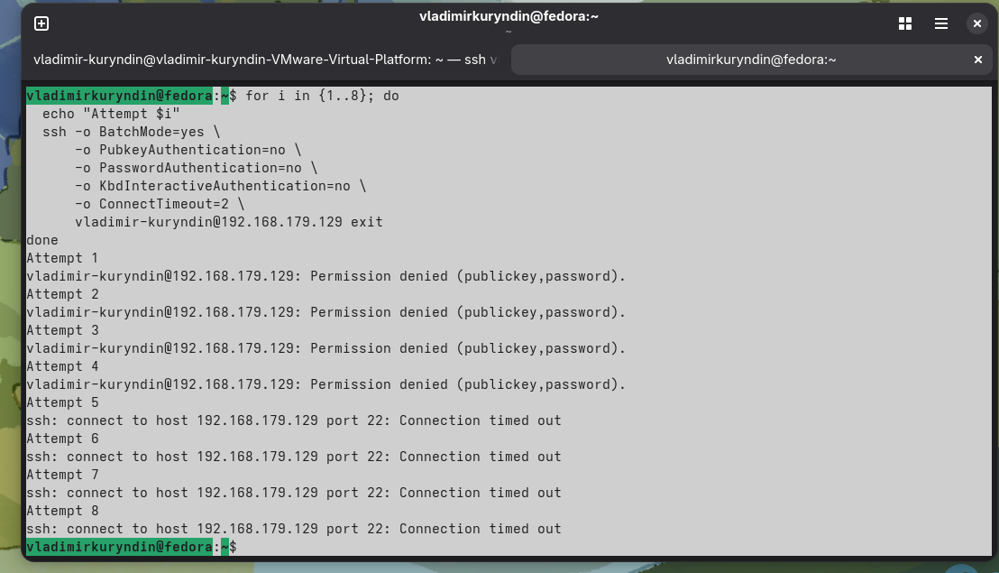 vladimirkuryndin@fedora:~
~
vladimir-kuryndin@vladimir-kuryndin-VMware-Virtual-Platform: ~ — ssh v
vladimirkuryndin@fedora:~
vladimirkuryndin@fedora:~$ for i in {1..8}; do
  echo "Attempt $i"
  ssh -o BatchMode=yes \
      -o PubkeyAuthentication=no \
      -o PasswordAuthentication=no \
      -o KbdInteractiveAuthentication=no \
      -o ConnectTimeout=2 \
      vladimir-kuryndin@192.168.179.129 exit
done
Attempt 1
vladimir-kuryndin@192.168.179.129: Permission denied (publickey,password).
Attempt 2
vladimir-kuryndin@192.168.179.129: Permission denied (publickey,password).
Attempt 3
vladimir-kuryndin@192.168.179.129: Permission denied (publickey,password).
Attempt 4
vladimir-kuryndin@192.168.179.129: Permission denied (publickey,password).
Attempt 5
ssh: connect to host 192.168.179.129 port 22: Connection timed out
Attempt 6
ssh: connect to host 192.168.179.129 port 22: Connection timed out
Attempt 7
ssh: connect to host 192.168.179.129 port 22: Connection timed out
Attempt 8
ssh: connect to host 192.168.179.129 port 22: Connection timed out
vladimirkuryndin@fedora:~$